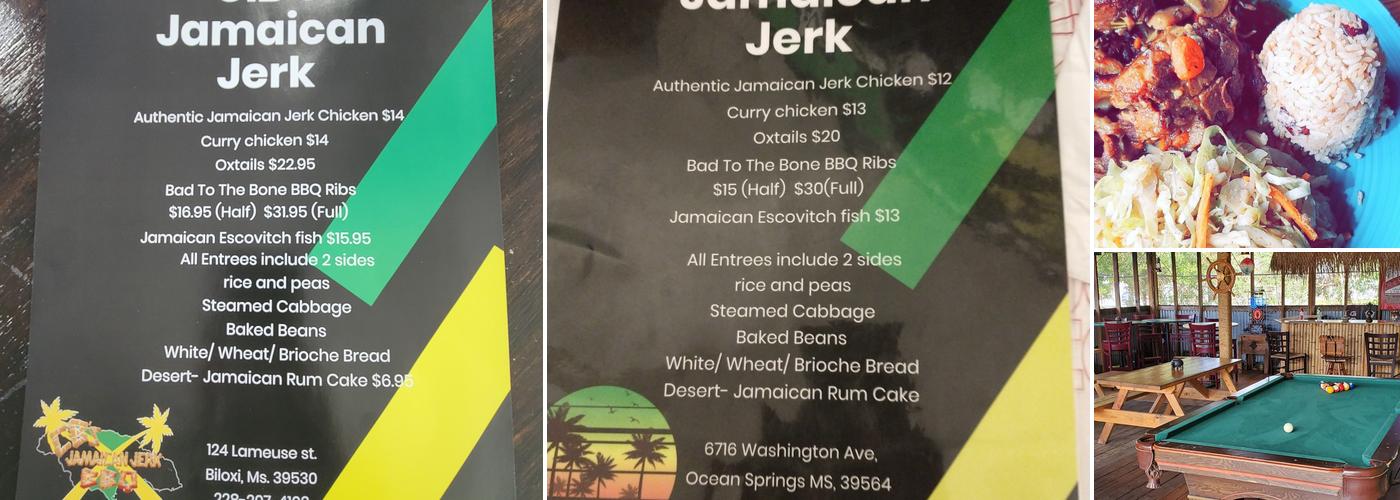 Jamaican
Jerk
Authentic Jamaican Jerk Chicken $14
Curry chicken $14
Oxtails $22.95
Bad To The Bone BBQ Ribs
$16.95 (Half) $31.95 (Full)
Jamaican Escovitch fish $15.95
All Entrees include 2 sides
rice and peas
Steamed Cabbage
Baked Beans
White/ Wheat/ Brioche Bread
Desert- Jamaican Rum Cake $6.95
JAMAICAN JERK
BBQ
124 Lameuse st.
Biloxi, Ms. 39530
Jamaican
Jerk
Authentic Jamaican Jerk Chicken $12
Curry chicken $13
Oxtails $20
Bad To The Bone BBQ Ribs
$15 (Half) $30(Full)
Jamaican Escovitch fish $13
All Entrees include 2 sides
rice and peas
Steamed Cabbage
Baked Beans
White/ Wheat/ Brioche Bread
Desert- Jamaican Rum Cake
6716 Washington Ave,
Ocean Springs MS, 39564